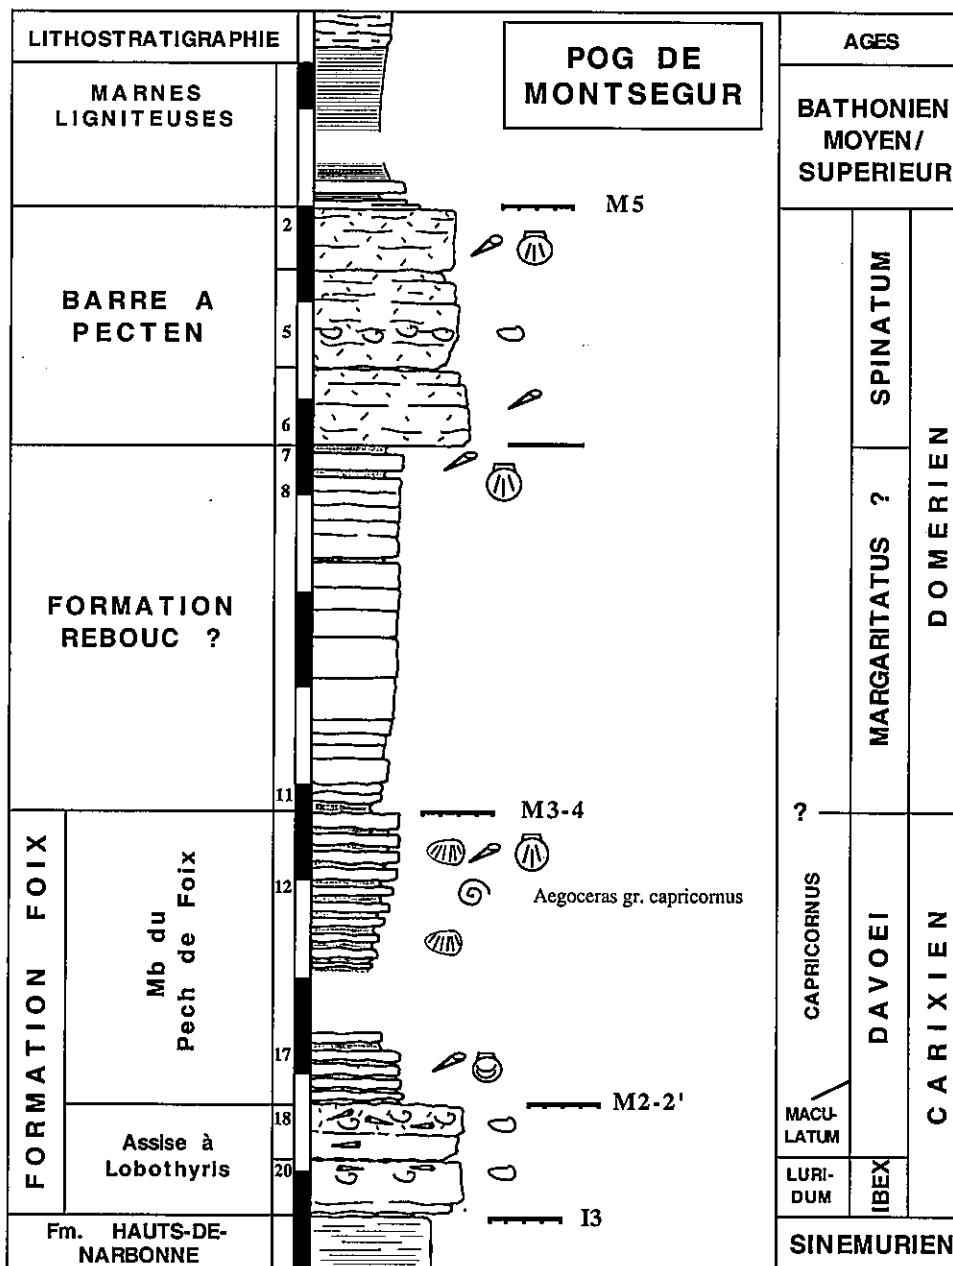 LITHOSTRATIGRAPHIE
POG DE
MONTSEGUR
AGES
MARNES
LIGNITEUSES
BATHONIEN
MOYEN/
SUPERIEUR
M5
2
BARRE A
PECTEN
5
6
SPINATUM
7
8
FORMATION
REBOUC ?
11
MARGARITATUS ?
DOMERIEN
M3-4
?
FORMATION FOIX
Mb du
Pech de Foix
12
Aegoceras gr. capricornus
17
CAPRICORNUS
DAVOEI
CARIXIEN
M2-2'
18
Assise à
Lobothyris
20
MACU-
LATUM
LURI-
DUM
IBEX
I3
Fm. HAUTS-DE-
NARBONNE
SINEMURIEN